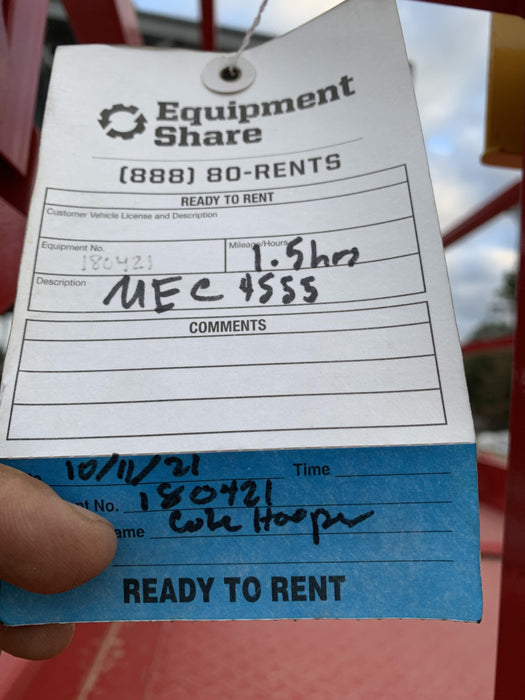 Equipment
Share
(888) 80-RENTS
READY TO RENT
Customer Vehicle License and Description
Equipment No. Mileage/Hours
180421 1.5hrs
Description MEC 4555
COMMENTS
10/11/21 Time
No. 180421
ame Cole Hooper
READY TO RENT